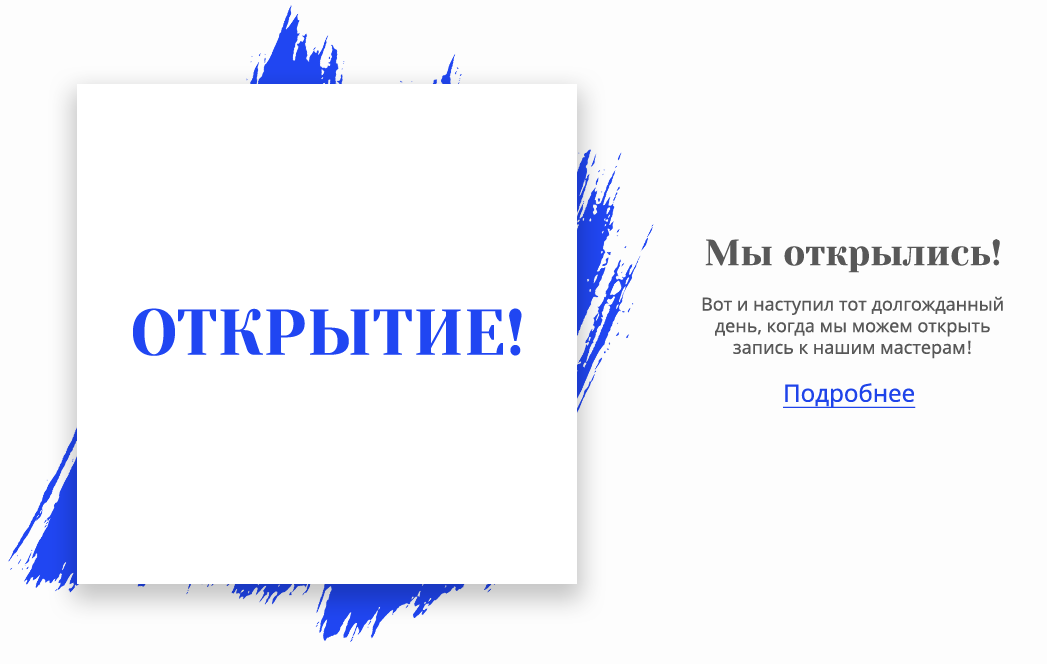 ОТКРЫТИЕ!
Мы открылись!
Вот и наступил тот долгожданный
день, когда мы можем открыть
запись к нашим мастерам!
Подробнее